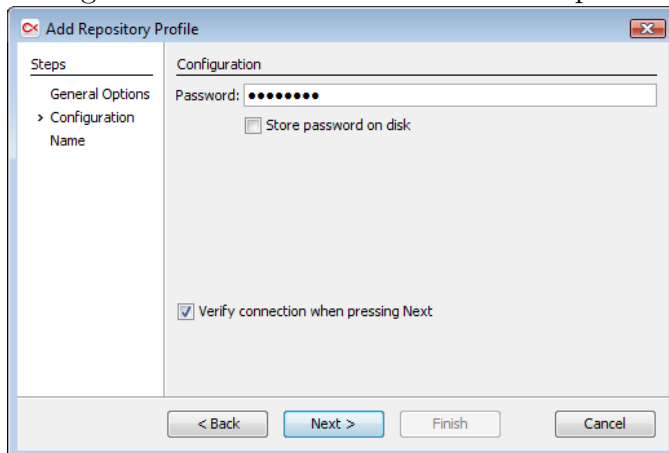 Add Repository Profile
Steps
General Options
> Configuration
Name
Configuration
Password: ●●●●●●●●
Store password on disk
Verify connection when pressing Next
< Back
Next >
Finish
Cancel